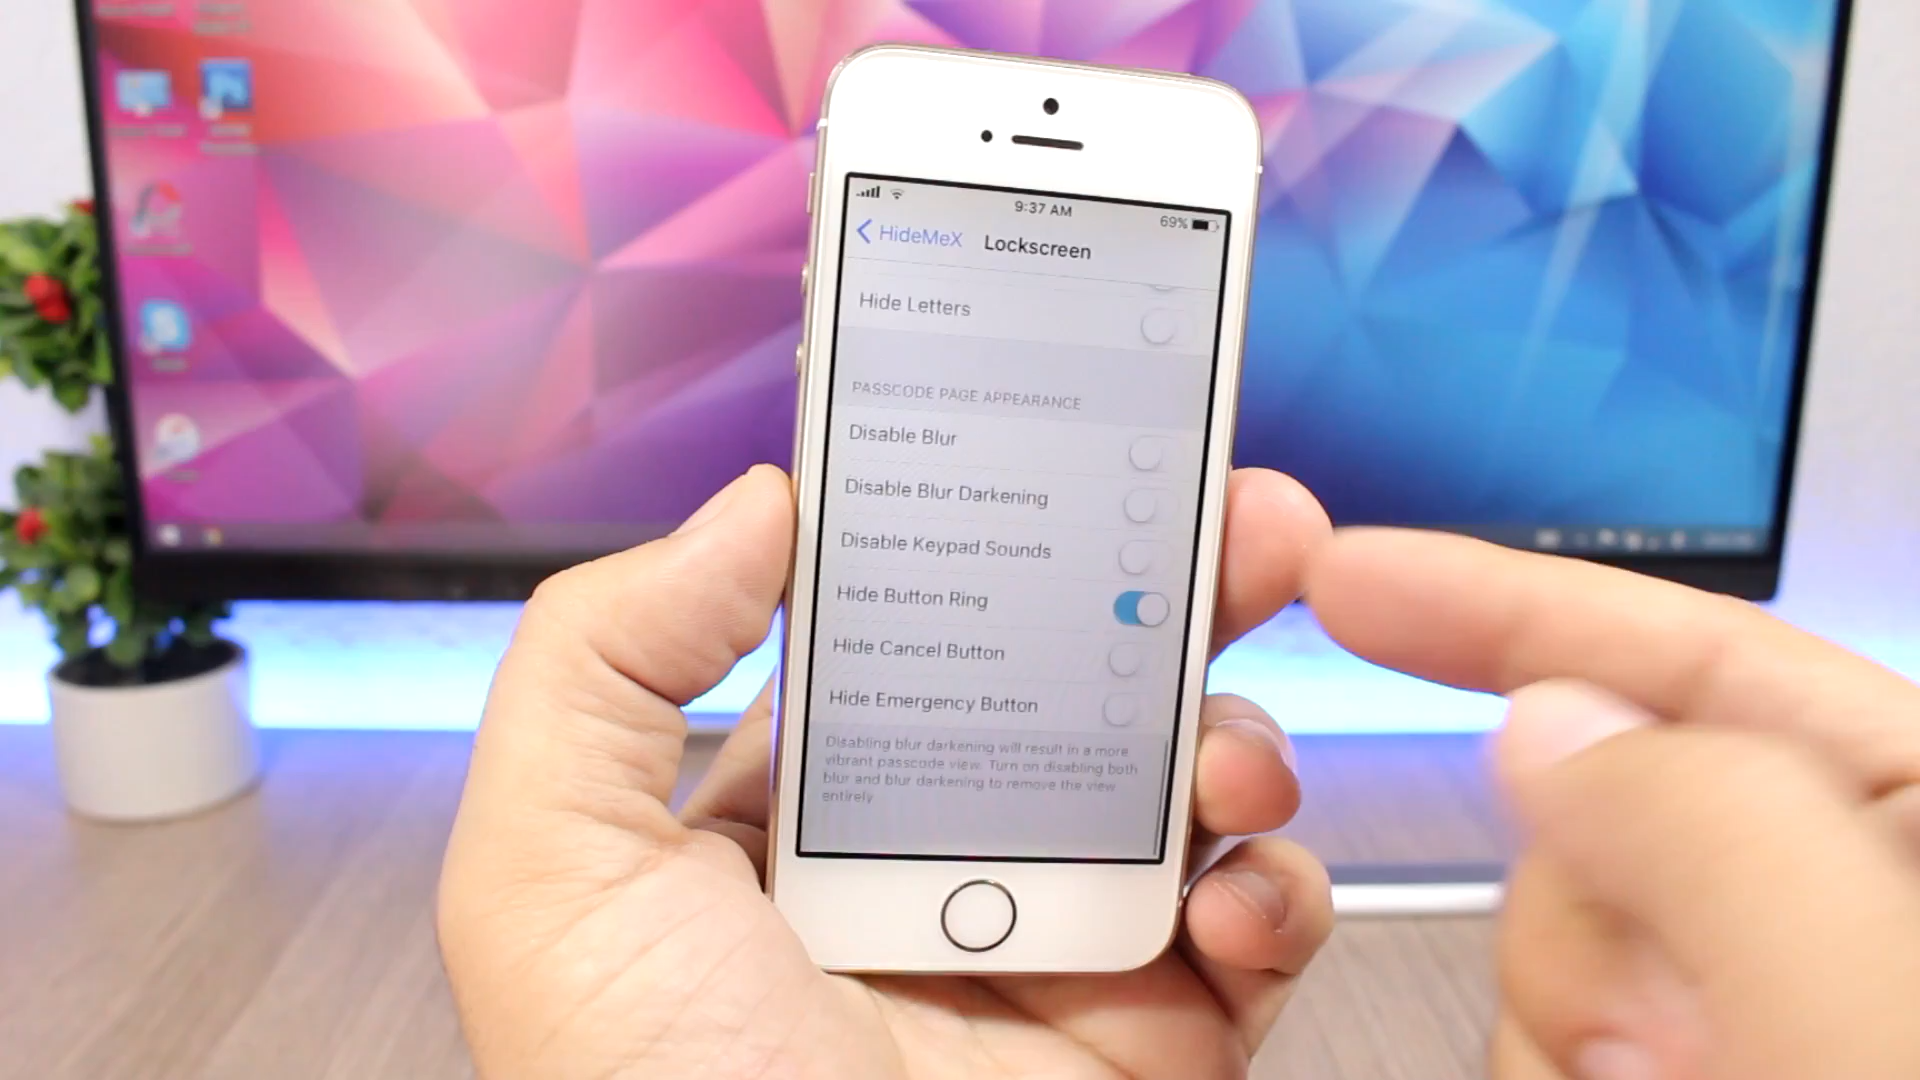 9:37 AM
69%
HideMeX
Lockscreen
Hide Letters
PASSCODE PAGE APPEARANCE
Disable Blur
Disable Blur Darkening
Disable Keypad Sounds
Hide Button Ring
Hide Cancel Button
Hide Emergency Button
Disabling blur darkening will result in a more
vibrant passcode view. Turn on disabling both
blur and blur darkening to remove the view
entirely